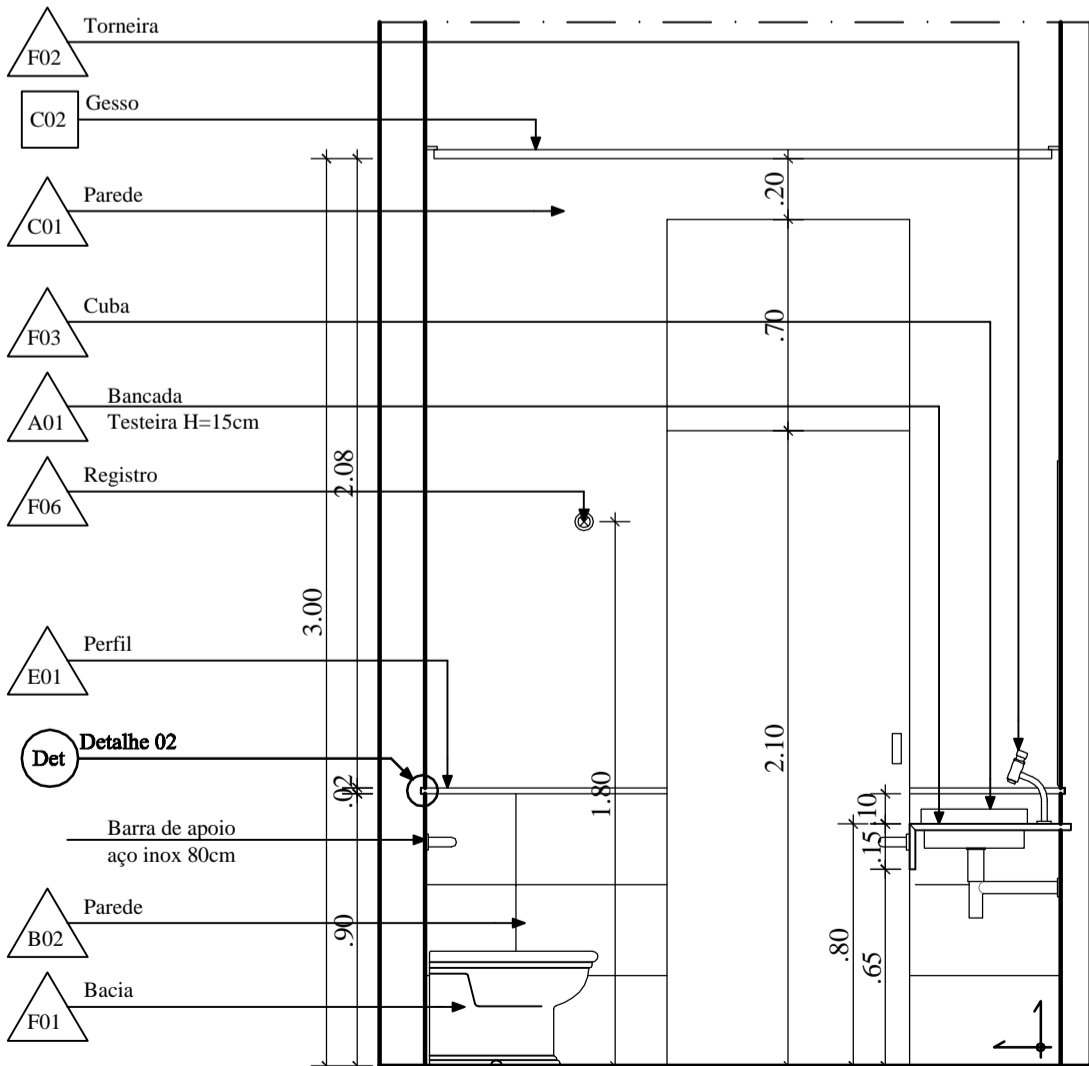 Torneira
F02
Gesso
C02
Parede
C01
.20
Cuba
F03
.70
Bancada
Testeira H=15cm
A01
Registro
F06
2.08
3.00
Perfil
E01
Detalhe 02
Det
2.10
1.80
.02
.10
.15
Barra de apoio
aço inox 80cm
Parede
B02
.90
.80
.65
Bacia
F01